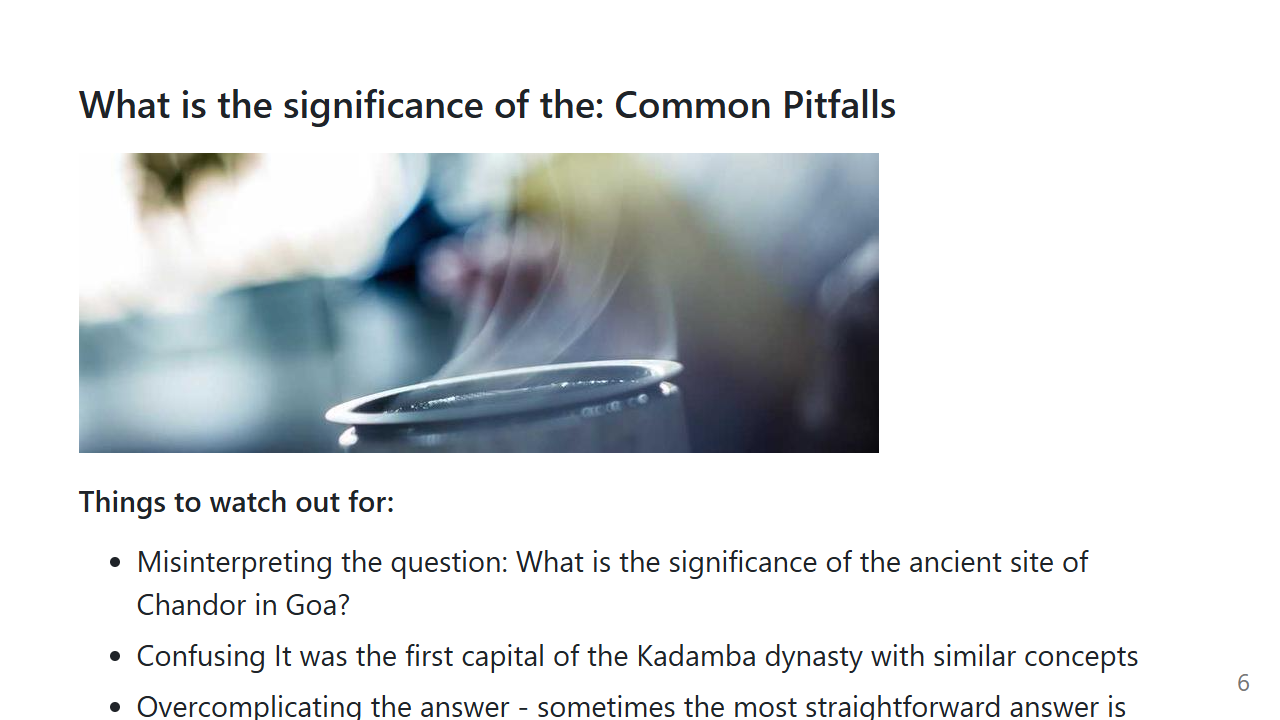 What is the significance of the: Common Pitfalls
Things to watch out for:
Misinterpreting the question: What is the significance of the ancient site of
Chandor in Goa?
Confusing It was the first capital of the Kadamba dynasty with similar concepts
Overcomplicating the answer - sometimes the most straightforward answer is
6